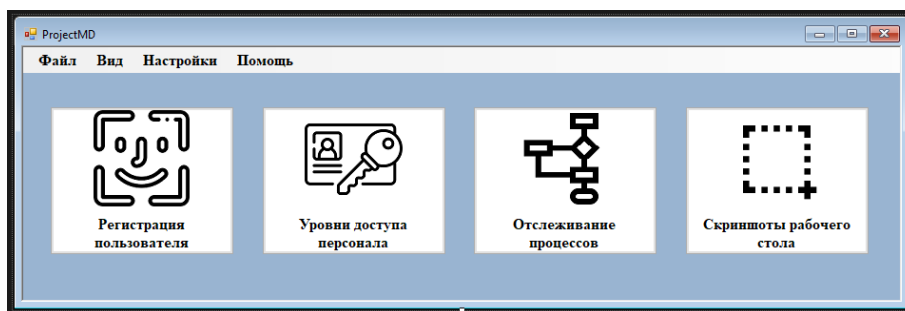 ProjectMD
Файл Вид Настройки Помощь
Регистрация
пользователя
Уровни доступа
персонала
Отслеживание
процессов
Скриншоты рабочего
стола